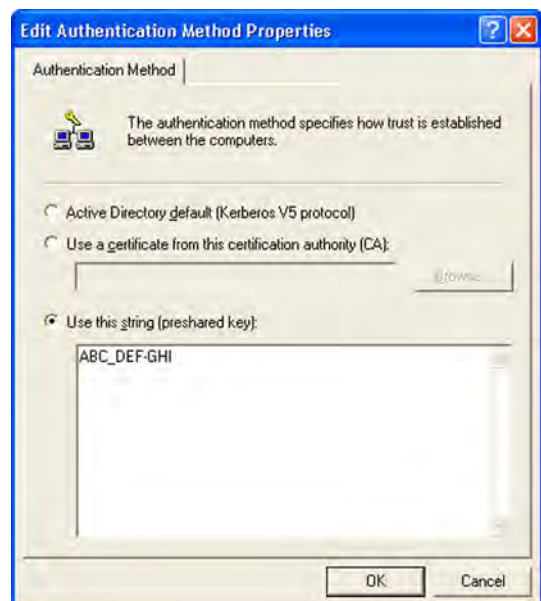 Edit Authentication Method Properties
Authentication Method
The authentication method specifies how trust is established
between the computers.
Active Directory default (Kerberos V5 protocol)
Use a certificate from this certification authority (CA):
Browse...
Use this string (preshared key):
ABC_DEF-GHI
OK Cancel